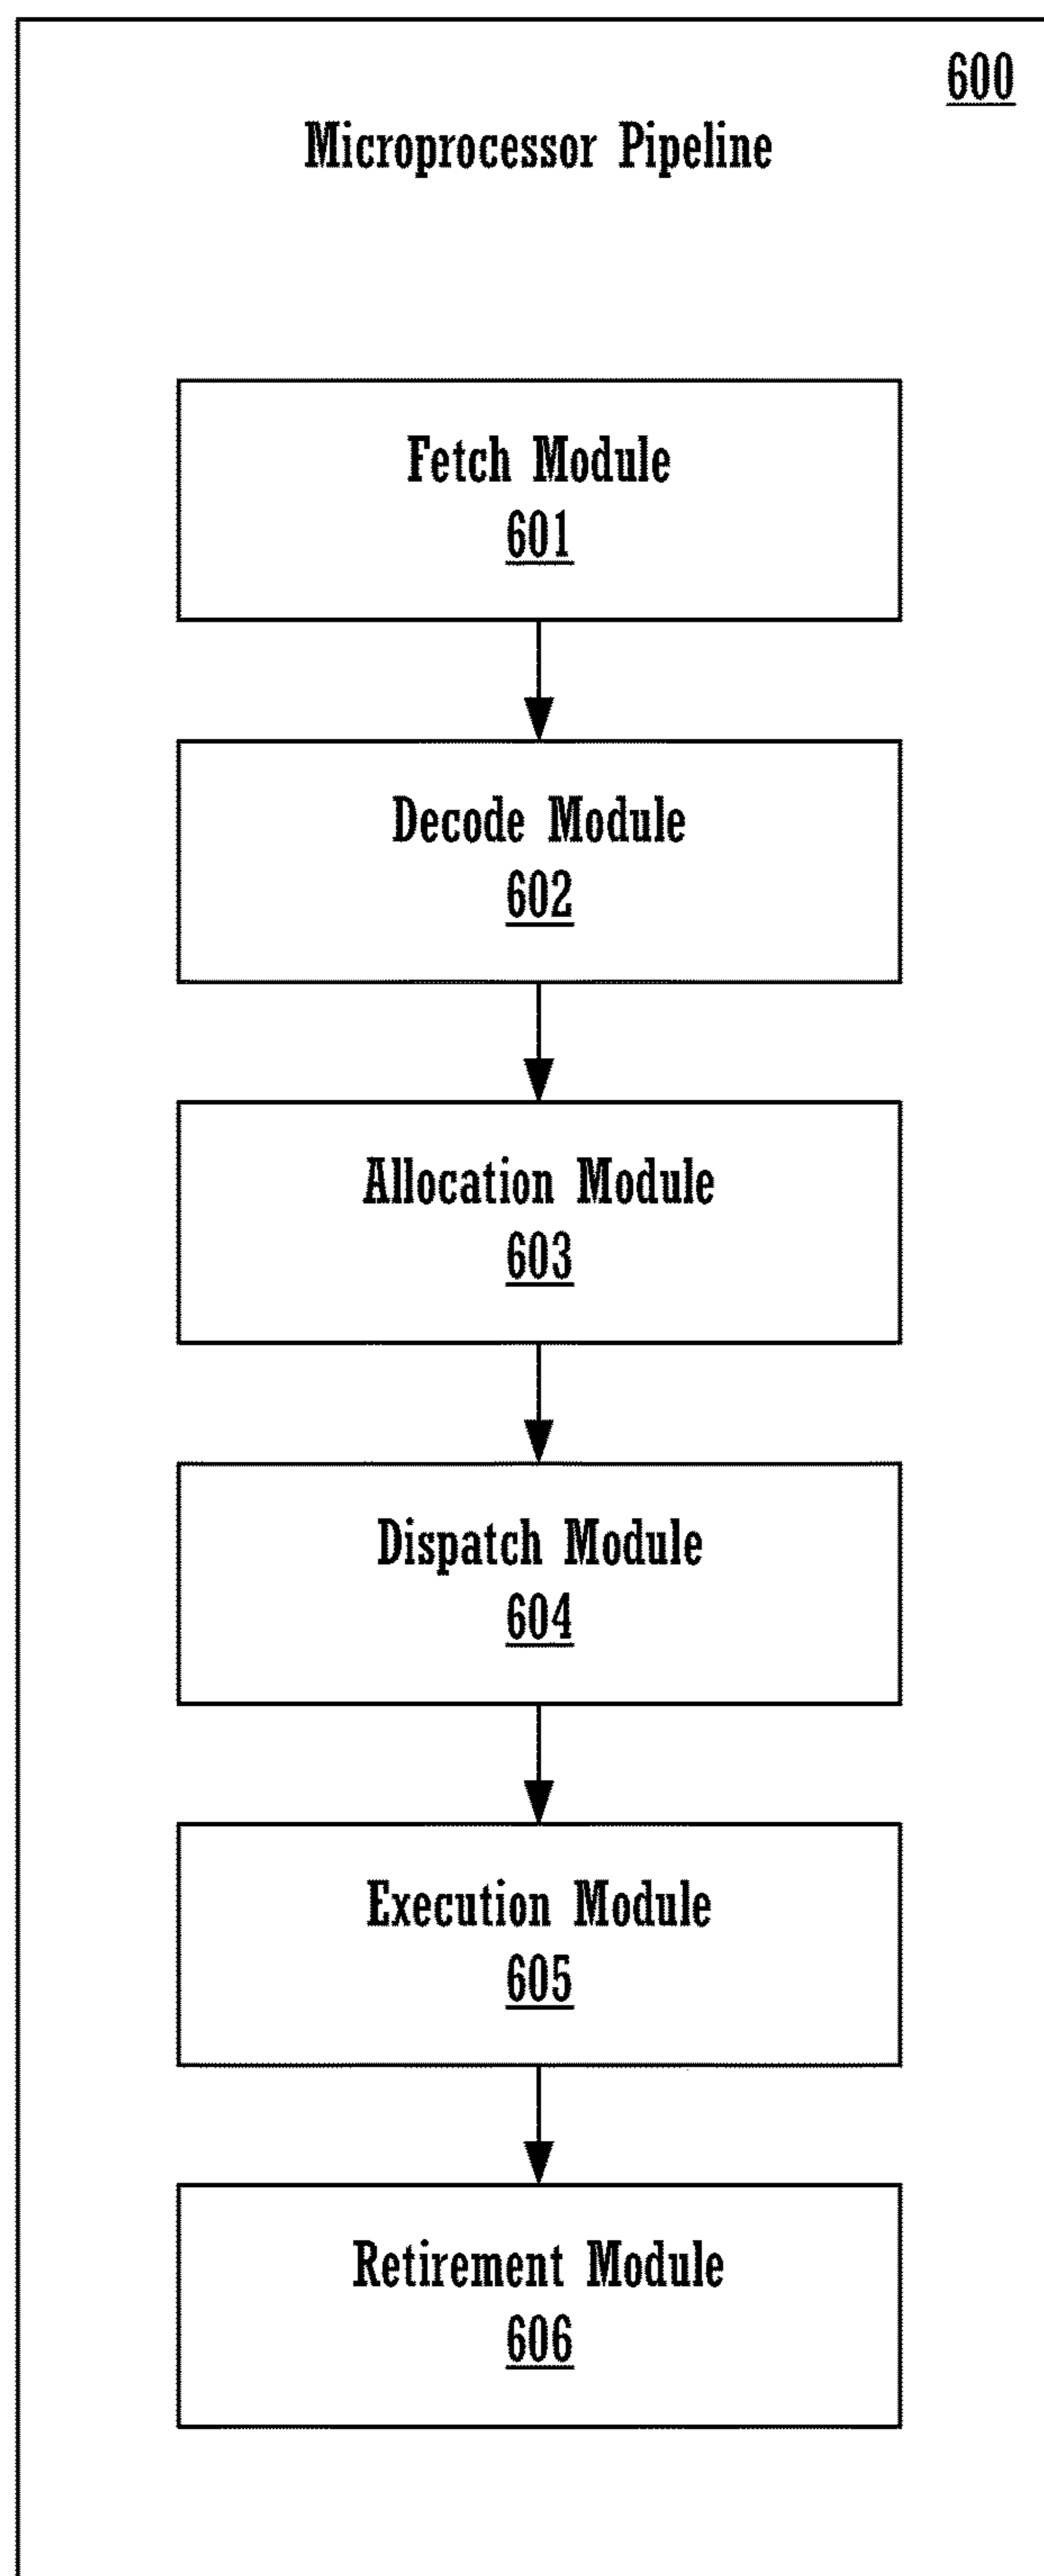 600
Microprocessor Pipeline
Fetch Module
601
Decode Module
602
Allocation Module
603
Dispatch Module
604
Execution Module
605
Retirement Module
606